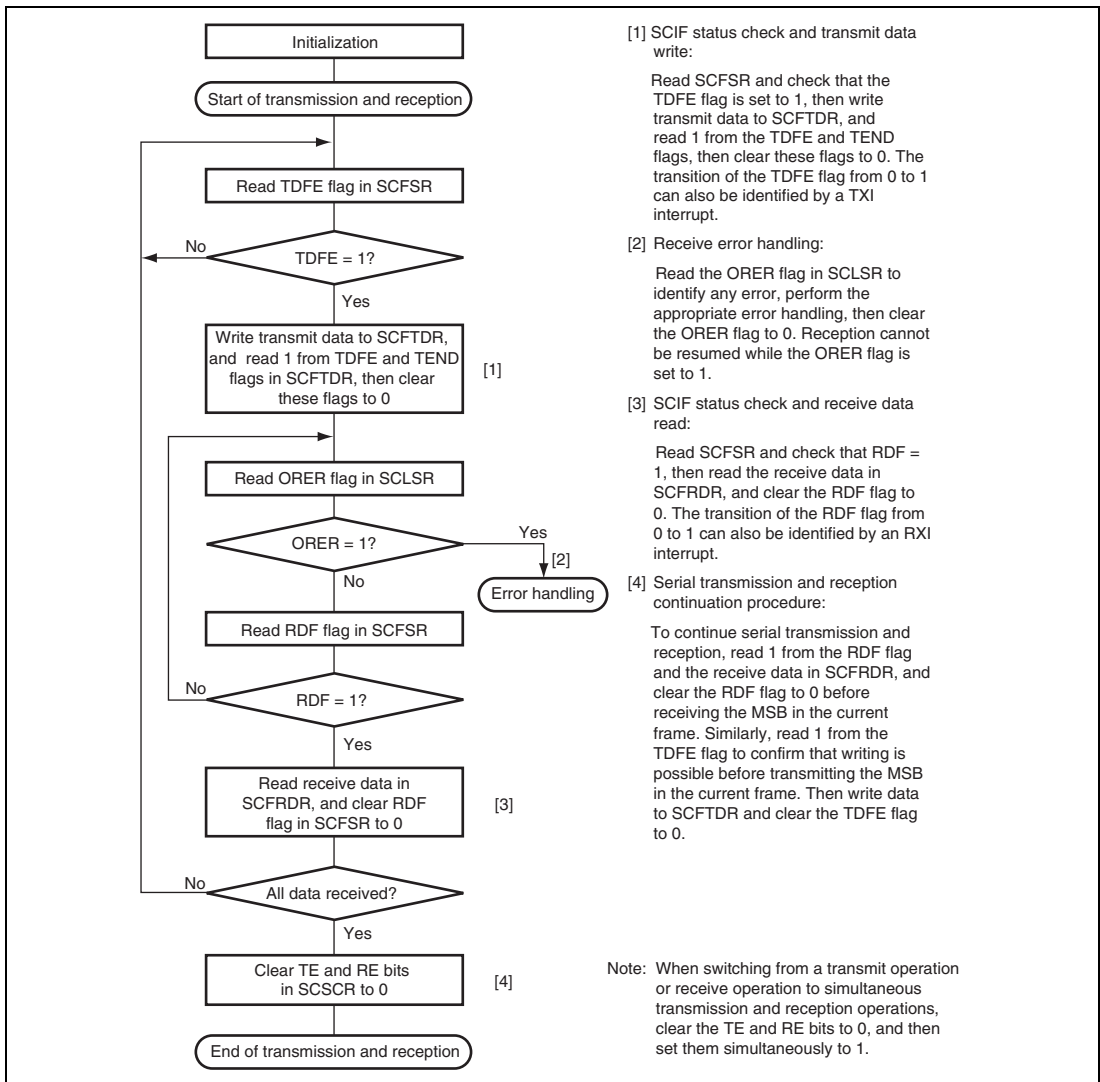 Initialization
Start of transmission and reception
Read TDFE flag in SCFSR
No
TDFE = 1?
Yes
Write transmit data to SCFTDR,
and read 1 from TDFE and TEND
flags in SCFTDR, then clear
these flags to 0
[1]
Read ORER flag in SCLSR
ORER = 1?
Yes
[2]
Error handling
No
Read RDF flag in SCFSR
No
RDF = 1?
Yes
Read receive data in
SCFRDR, and clear RDF
flag in SCFSR to 0
[3]
No
All data received?
Yes
Clear TE and RE bits
in SCSCR to 0
[4]
End of transmission and reception
[1] SCIF status check and transmit data
write:
Read SCFSR and check that the
TDFE flag is set to 1, then write
transmit data to SCFTDR, and
read 1 from the TDFE and TEND
flags, then clear these flags to 0. The
transition of the TDFE flag from 0 to 1
can also be identified by a TXI
interrupt.
[2] Receive error handling:
Read the ORER flag in SCLSR to
identify any error, perform the
appropriate error handling, then clear
the ORER flag to 0. Reception cannot
be resumed while the ORER flag is
set to 1.
[3] SCIF status check and receive data
read:
Read SCFSR and check that RDF =
1, then read the receive data in
SCFRDR, and clear the RDF flag to
0. The transition of the RDF flag from
0 to 1 can also be identified by an RXI
interrupt.
[4] Serial transmission and reception
continuation procedure:
To continue serial transmission and
reception, read 1 from the RDF flag
and the receive data in SCFRDR, and
clear the RDF flag to 0 before
receiving the MSB in the current
frame. Similarly, read 1 from the
TDFE flag to confirm that writing is
possible before transmitting the MSB
in the current frame. Then write data
to SCFTDR and clear the TDFE flag
to 0.
Note: When switching from a transmit operation
or receive operation to simultaneous
transmission and reception operations,
clear the TE and RE bits to 0, and then
set them simultaneously to 1.